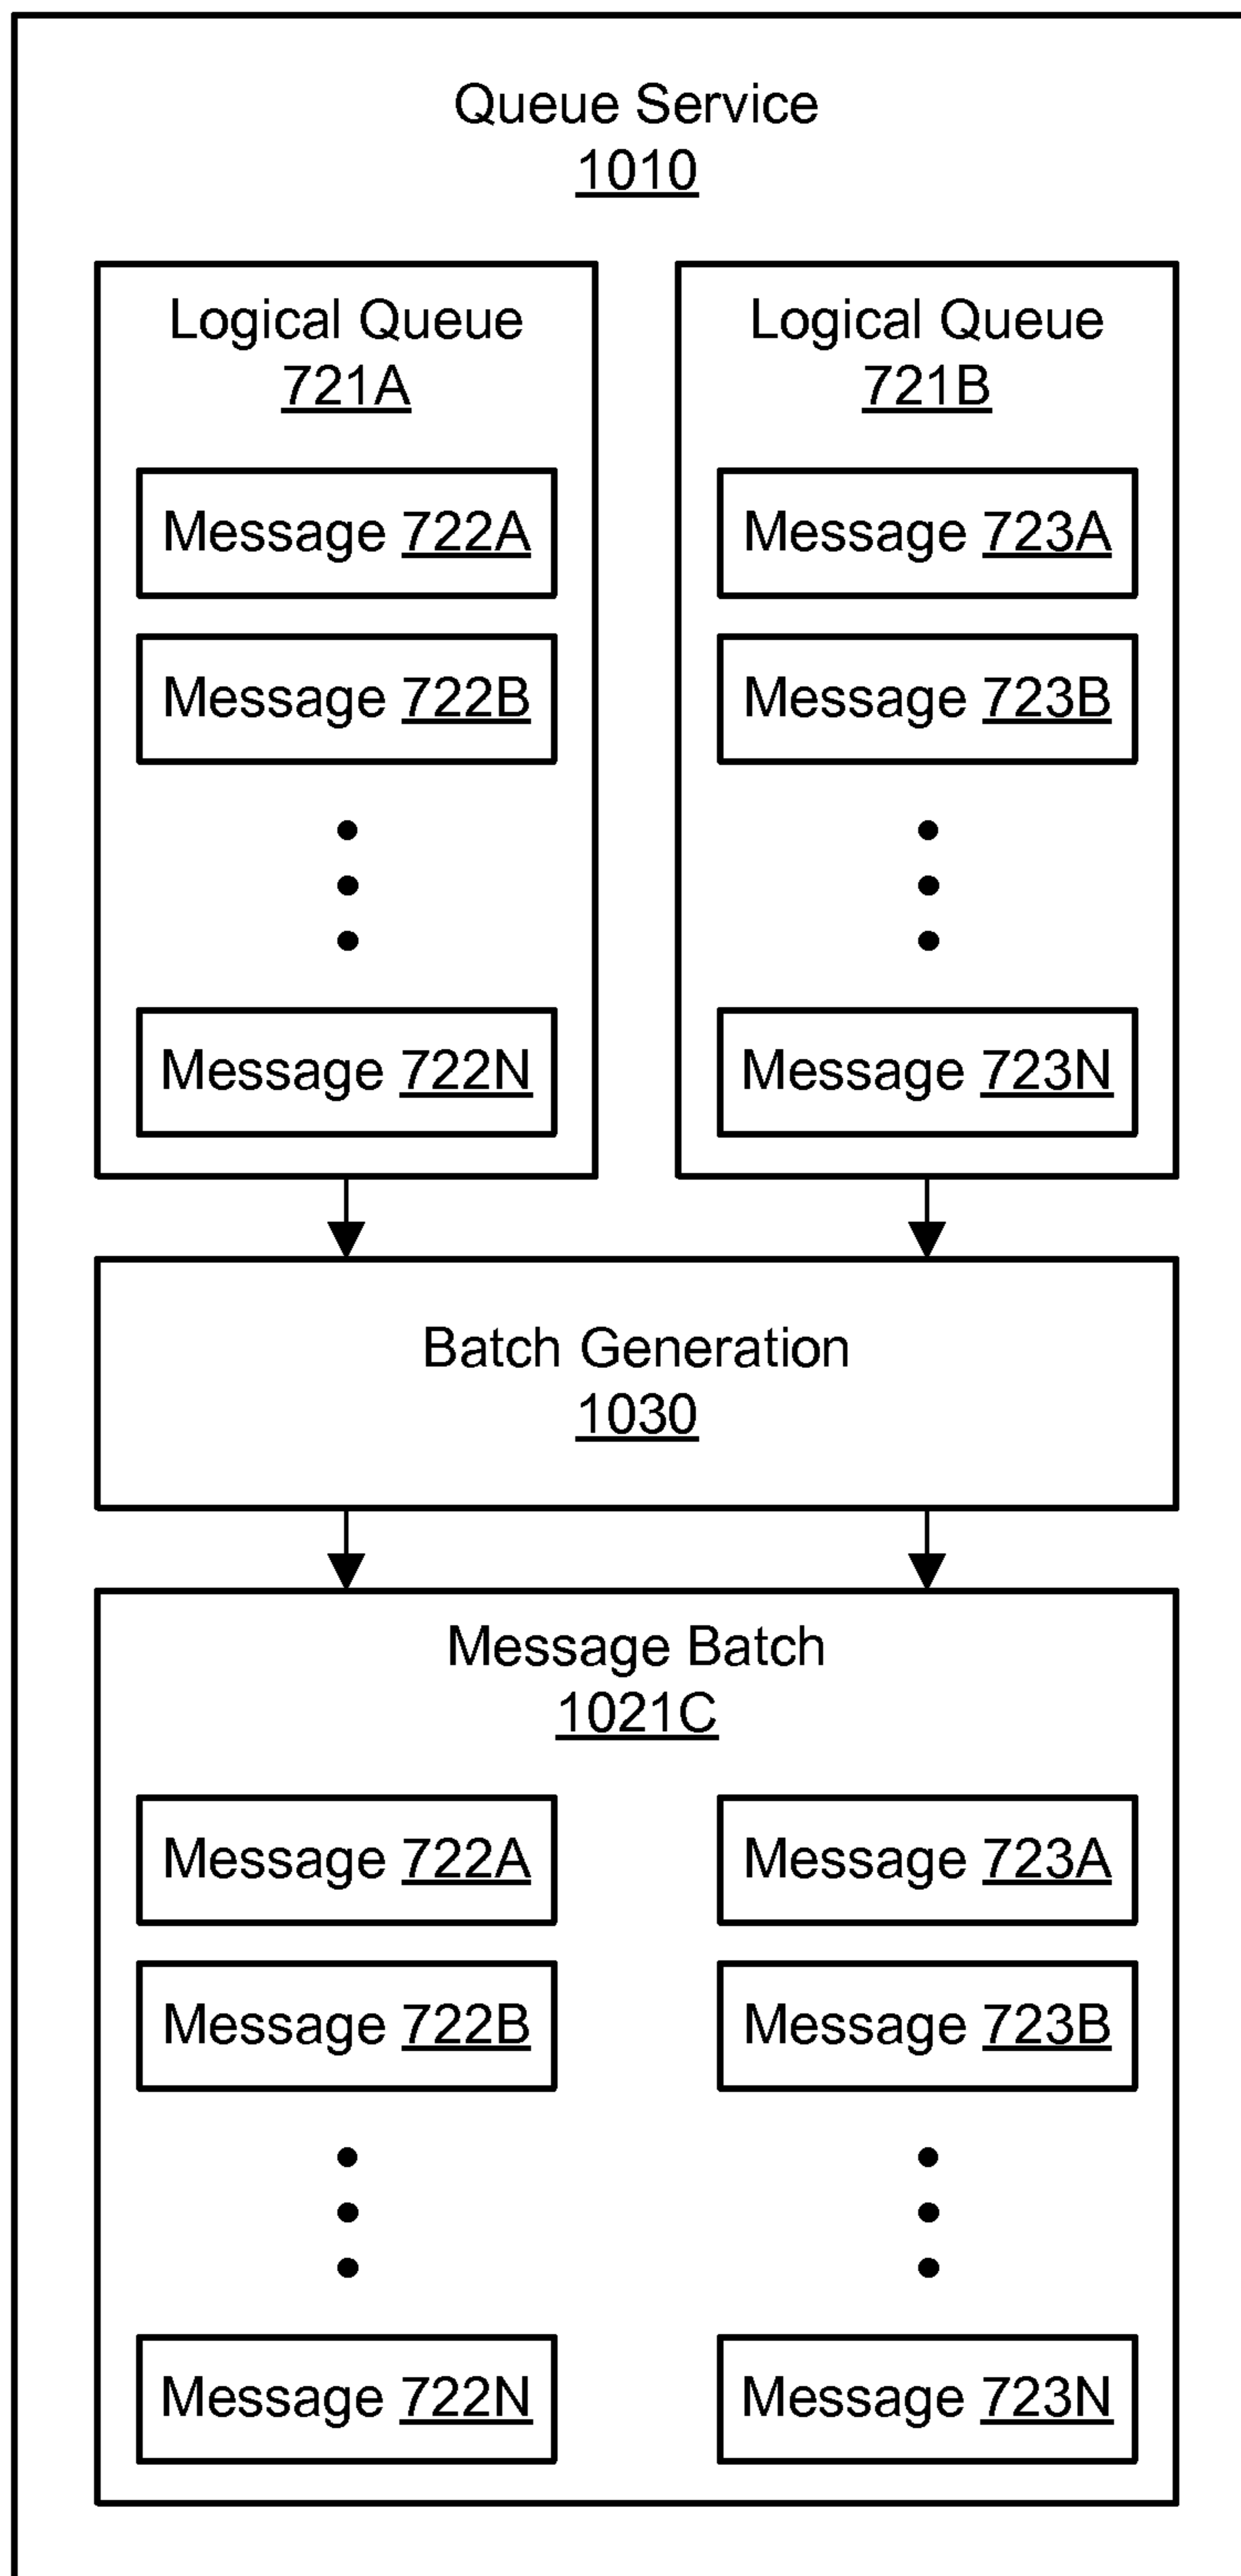 Queue Service
1010
Logical Queue
721A
Message 722A
Message 722B
Message 722N
Logical Queue
721B
Message 723A
Message 723B
Message 723N
Batch Generation
1030
Message Batch
1021C
Message 722A
Message 722B
Message 722N
Message 723A
Message 723B
Message 723N